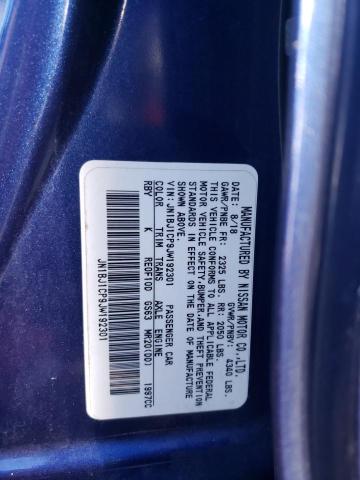 MANUFACTURED BY NISSAN MOTOR CO.,LTD.
8/18 GVWR/PNBV: 4340 LBS.
GAWR/PNBE FR: 2325 LBS. RR: 2050 LBS.
THIS VEHICLE CONFORMS TO ALL APPLICABLE FEDERAL
MOTOR VEHICLE SAFETY,BUMPER,AND THEFT PREVENTION
STANDARDS IN EFFECT ON THE DATE OF MANUFACTURE
SHOWN ABOVE.
VIN:JN1BJ1CP9JW192301 PASSENGER CAR
COLOR TRIM TRANS AXLE ENGINE
RBY K RE0F10D GS63 MR20(DD) 1997CC
JN1BJ1CP9JW192301